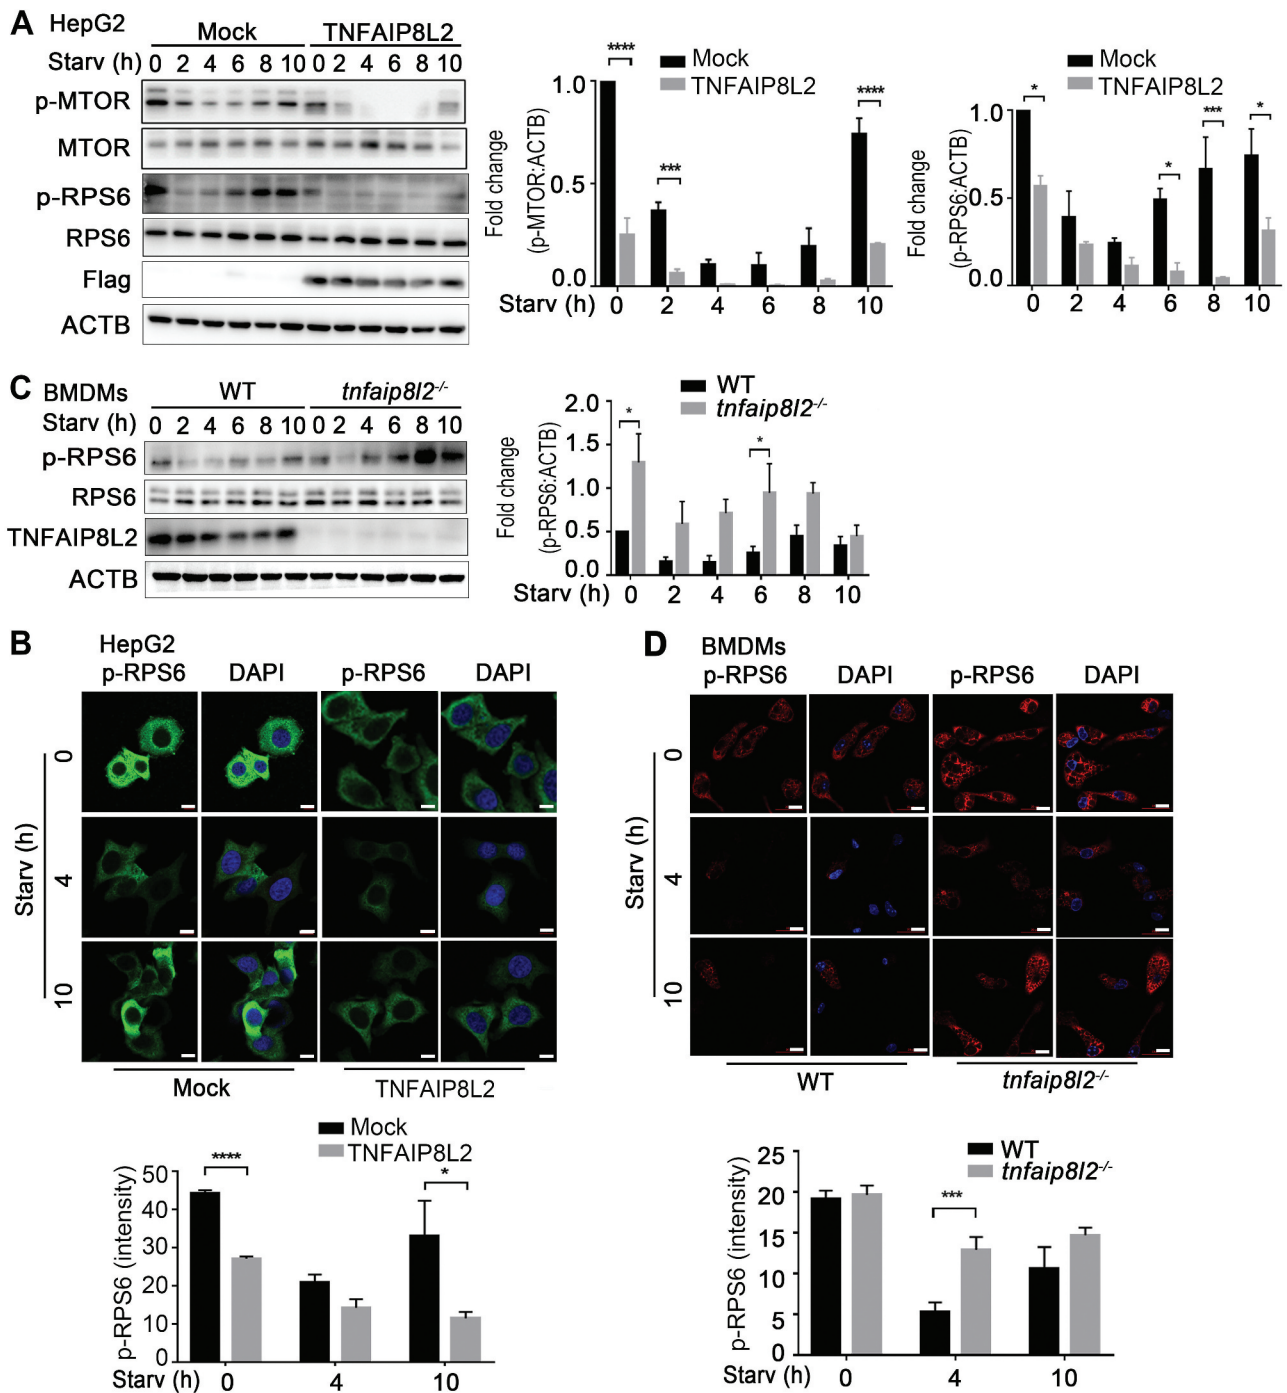 A HepG2
Mock TNFAIP8L2
Starv (h) 0 2 4 6 8 10 0 2 4 6 8 10
p-MTOR
MTOR
p-RPS6
RPS6
Flag
ACTB
Mock
TNFAIP8L2
Fold change
(p-MTOR:ACTB)
1.0
0.5
0.0
**** *** ****
Starv (h) 0 2 4 6 8 10
Mock
TNFAIP8L2
Fold change
(p-RPS6:ACTB)
1.0
0.5
0.0
* * *** *
0 2 4 6 8 10
C BMDMs
WT tnfaip8l2-/-
Starv (h) 0 2 4 6 8 10 0 2 4 6 8 10
p-RPS6
RPS6
TNFAIP8L2
ACTB
WT
tnfaip8l2-/-
Fold change
(p-RPS6:ACTB)
2.0
1.5
1.0
0.5
0.0
* *
Starv (h) 0 2 4 6 8 10
B HepG2
p-RPS6 DAPI p-RPS6 DAPI
Starv (h)
0
4
10
Mock TNFAIP8L2
Mock
TNFAIP8L2
p-RPS6 (intensity)
50
40
30
20
10
0
**** *
Starv (h) 0 4 10
D BMDMs
p-RPS6 DAPI p-RPS6 DAPI
Starv (h)
0
4
10
WT tnfaip8l2-/-
WT
tnfaip8l2-/-
p-RPS6 (intensity)
25
20
15
10
5
0
***
Starv (h) 0 4 10